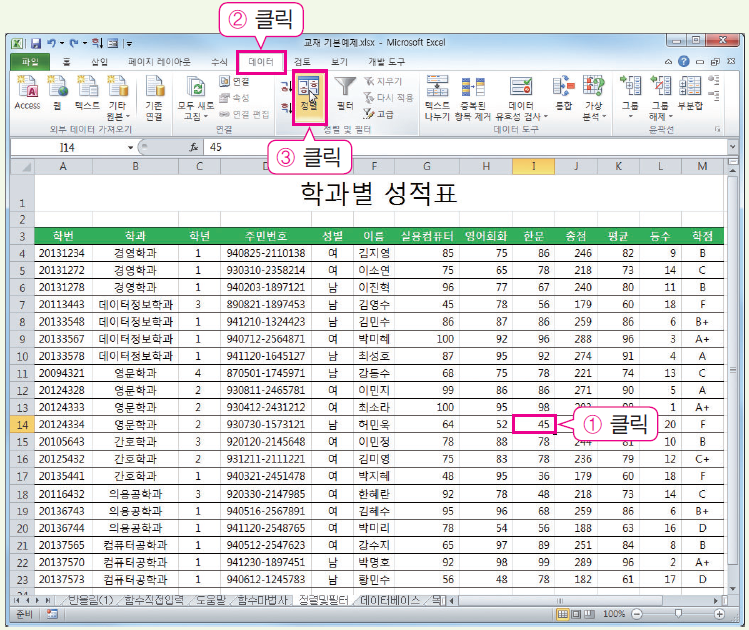 ② 클릭
교재 기본예제.xlsx - Microsoft Excel
파일 홈 삽입 페이지 레이아웃 수식 데이터 검토 보기 개발 도구
Access 웹 텍스트 기타 원본 기존 연결 모두 새로 고침 연결 속성 연결 편집 정렬 필터 지우기 다시 적용 고급 텍스트 나누기 중복된 항목 제거 데이터 유효성 검사 통합 가상 분석 그룹 그룹 해제 부분합
외부 데이터 가져오기 연결 정렬 및 필터 데이터 도구 윤곽선
③ 클릭
I14 fx 45
A B C D E F G H I J K L M
1 학과별 성적표
2
3 학번 학과 학년 주민번호 성별 이름 실용컴퓨터 영어회화 한문 총점 평균 등수 학점
4 20131234 경영학과 1 940825-2110138 여 김지영 85 75 86 246 82 9 B
5 20131272 경영학과 1 930310-2358214 여 이소연 75 65 78 218 73 14 C
6 20131278 경영학과 1 940203-1897121 남 이진혁 96 77 67 240 80 11 B
7 20113443 데이터정보학과 3 890821-1897453 남 김영수 45 78 56 179 60 18 F
8 20133548 데이터정보학과 1 941210-1324423 남 김민수 86 87 86 259 86 6 B+
9 20133567 데이터정보학과 1 940712-2564871 여 박미혜 100 92 96 288 96 3 A+
10 20133578 데이터정보학과 1 941120-1645127 남 최성호 87 95 92 274 91 4 A
11 20094321 영문학과 4 870501-1745971 남 강동수 68 75 78 221 74 13 C
12 20124328 영문학과 2 930811-2465781 여 이민지 99 86 86 271 90 5 A
13 20124333 영문학과 2 930412-2431212 여 최소라 100 95 98 1 A+
14 20124334 영문학과 2 930730-1573121 남 허민욱 64 52 45 20 F
① 클릭
15 20105643 간호학과 3 920120-2145648 여 이민정 78 88 78 244 81 10 B
16 20125432 간호학과 2 931211-2111221 여 김미영 75 83 78 236 79 12 C+
17 20135441 간호학과 1 940321-2451478 여 박지혜 48 95 36 179 60 18 F
18 20116432 의용공학과 3 920330-2147985 여 한혜란 92 78 48 218 73 14 C
19 20136743 의용공학과 1 940516-2567891 여 김혜수 95 96 68 259 86 6 B+
20 20136744 의용공학과 1 941120-2548765 여 박미리 78 54 56 188 63 16 D
21 20137565 컴퓨터공학과 1 940512-2547623 여 강수지 65 97 89 251 84 8 B
22 20137570 컴퓨터공학과 1 941230-1897451 남 박명호 92 98 99 289 96 2 A+
23 20137573 컴퓨터공학과 1 940612-1245783 남 황민수 56 48 78 182 61 17 D
빈올림(1) 함수직접입력 도움말 함수마법사 정렬및필터 데이터베이스
준비 100%